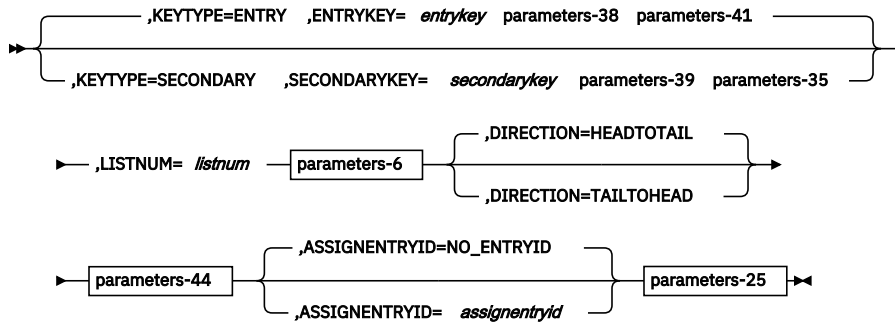 ,KEYTYPE=ENTRY ,ENTRYKEY= entrykey parameters-38 parameters-41
,KEYTYPE=SECONDARY ,SECONDARYKEY= secondarykey parameters-39 parameters-35
,DIRECTION=HEADTOTAIL
,LISTNUM= listnum parameters-6
,DIRECTION=TAILTOHEAD
,ASSIGNENTRYID=NO_ENTRYID
parameters-44 parameters-25
,ASSIGNENTRYID= assignentryid